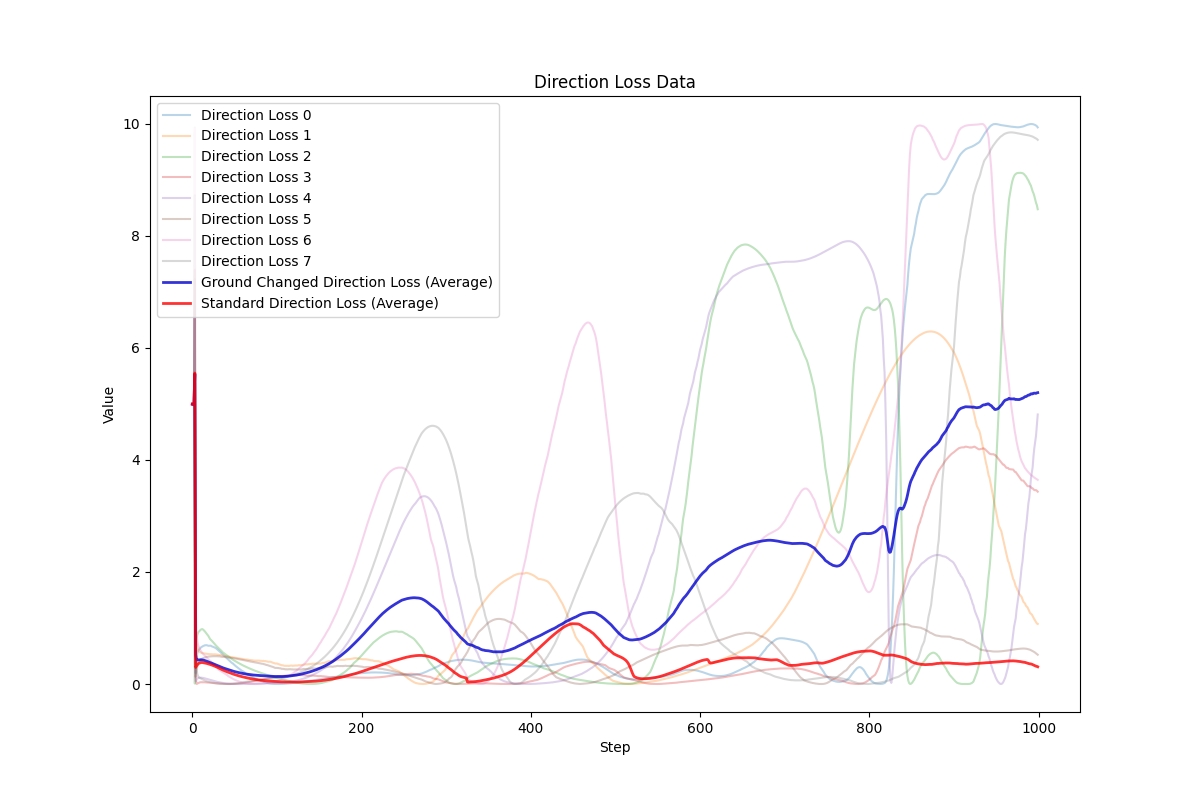 Direction Loss Data
10
8
6
4
2
0
Value
Direction Loss 0
Direction Loss 1
Direction Loss 2
Direction Loss 3
Direction Loss 4
Direction Loss 5
Direction Loss 6
Direction Loss 7
Ground Changed Direction Loss (Average)
Standard Direction Loss (Average)
0 200 400 600 800 1000
Step